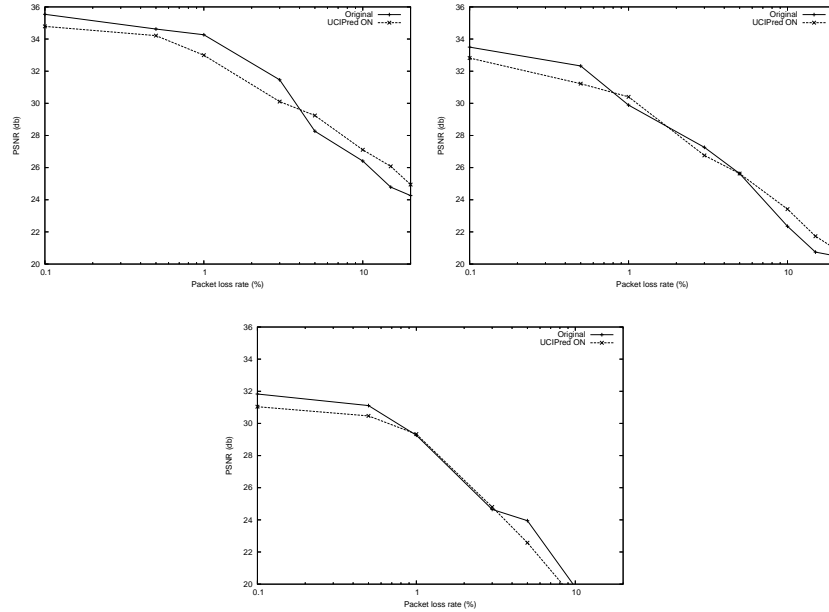 Original
UCIPred ON
36
34
32
30
28
26
24
22
20
PSNR (db)
0.1 1 10
Packet loss rate (%)
Original
UCIPred ON
36
34
32
30
28
26
24
22
20
PSNR (db)
0.1 1 10
Packet loss rate (%)
Original
UCIPred ON
36
34
32
30
28
26
24
22
20
PSNR (db)
0.1 1 10
Packet loss rate (%)